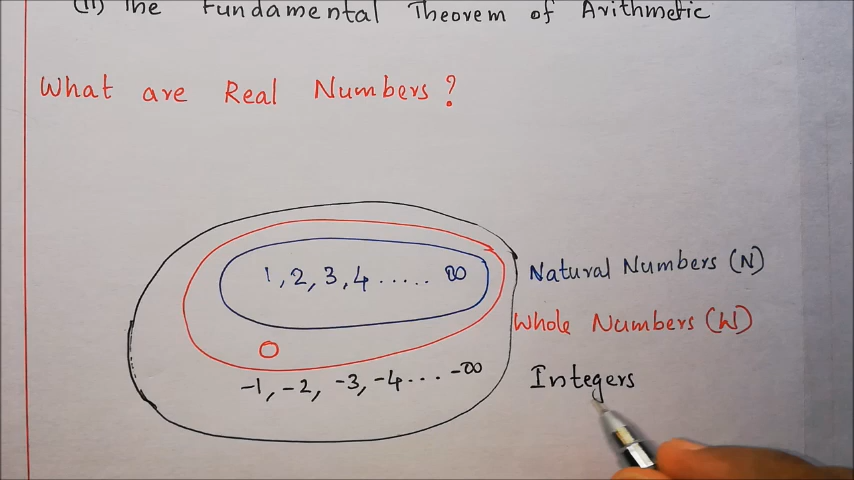 (ii) The Fundamental Theorem of Arithmetic
What are Real Numbers?
1, 2, 3, 4 ..... ∞
Natural Numbers (N)
Whole Numbers (W)
0
-1, -2, -3, -4 ... -∞
Integers